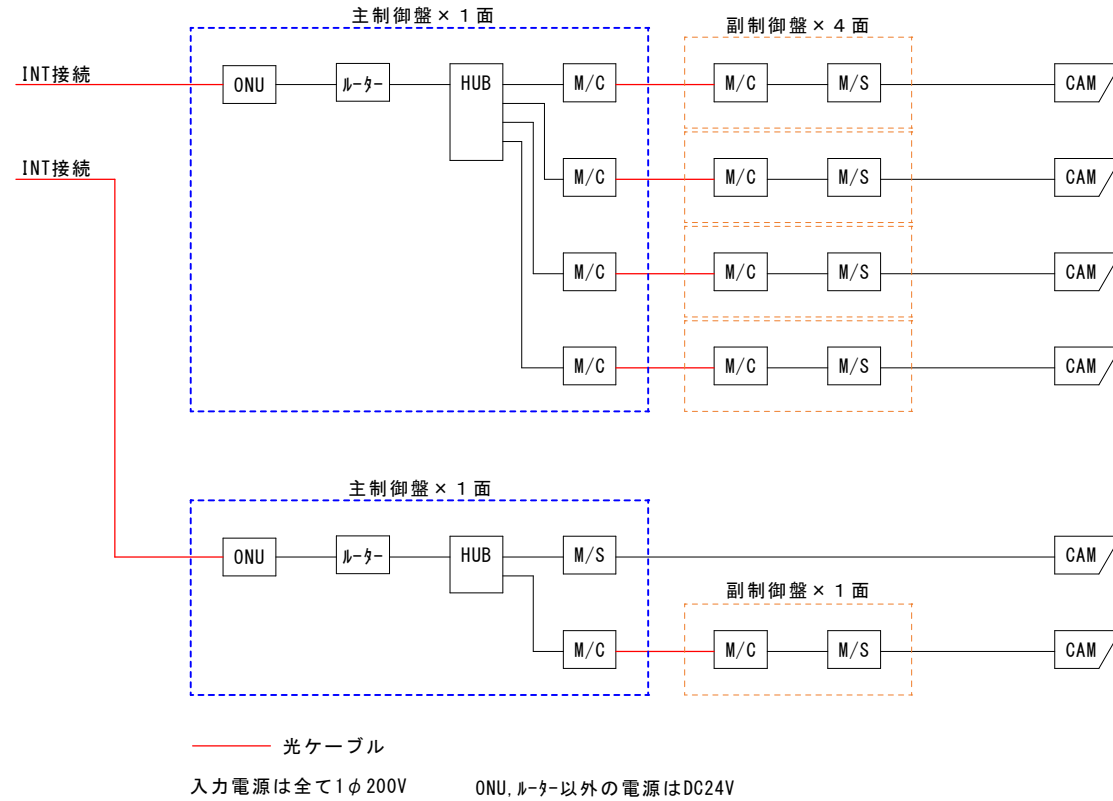 主制御盤×１面
副制御盤×４面
INT接続
ONU
ﾙｰﾀｰ
HUB
M/C
M/C
M/S
CAM
INT接続
M/C
M/C
M/S
CAM
M/C
M/C
M/S
CAM
M/C
M/C
M/S
CAM
主制御盤×１面
ONU
ﾙｰﾀｰ
HUB
M/S
CAM
副制御盤×１面
M/C
M/C
M/S
CAM
光ケーブル
入力電源は全て1φ200V
ONU,ﾙｰﾀｰ以外の電源はDC24V